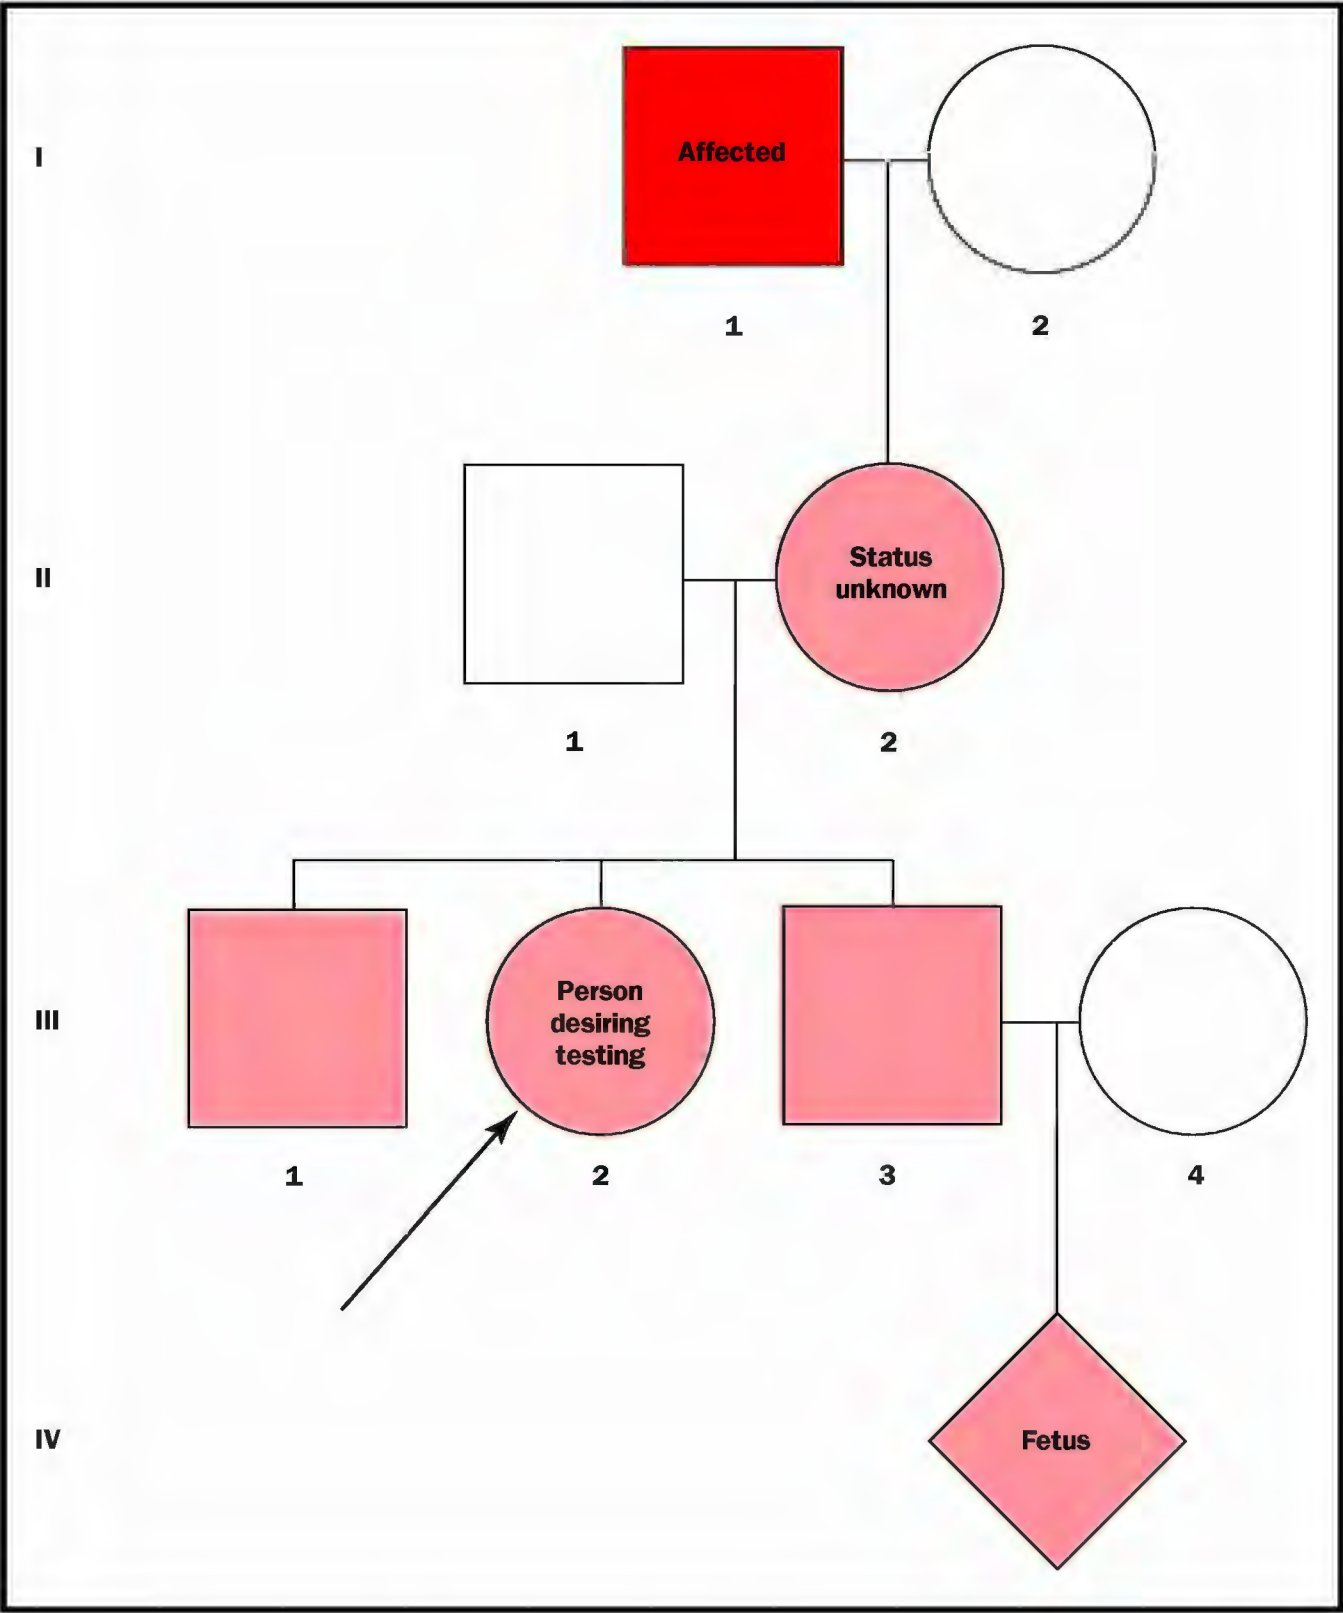 I
Affected
1
2
II
Status
unknown
1
2
III
Person
desiring
testing
1
2
3
4
IV
Fetus